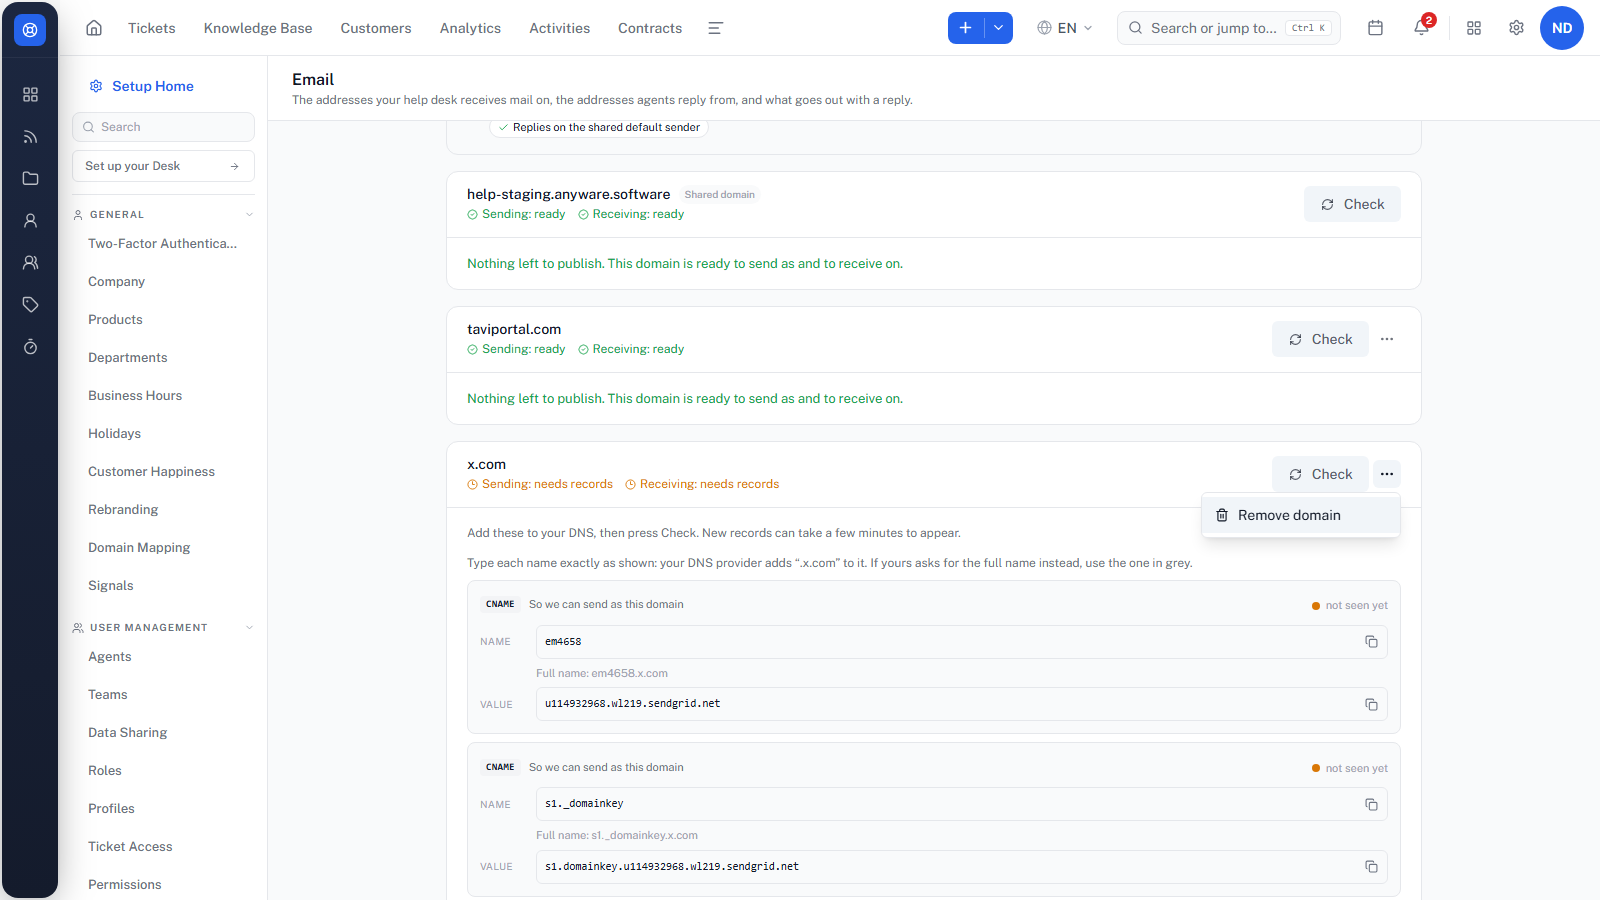 Tickets
Knowledge Base
Customers
Analytics
Activities
Contracts
EN
Search or jump to...
Ctrl K
2
ND
Setup Home
Search
Set up your Desk
GENERAL
Two-Factor Authentica...
Company
Products
Departments
Business Hours
Holidays
Customer Happiness
Rebranding
Domain Mapping
Signals
USER MANAGEMENT
Agents
Teams
Data Sharing
Roles
Profiles
Ticket Access
Permissions
Email
The addresses your help desk receives mail on, the addresses agents reply from, and what goes out with a reply.
Replies on the shared default sender
help-staging.anyware.software Shared domain
Sending: ready Receiving: ready
Check
Nothing left to publish. This domain is ready to send as and to receive on.
taviportal.com
Sending: ready Receiving: ready
Check
Nothing left to publish. This domain is ready to send as and to receive on.
x.com
Sending: needs records Receiving: needs records
Check
Remove domain
Add these to your DNS, then press Check. New records can take a few minutes to appear.
Type each name exactly as shown: your DNS provider adds “.x.com” to it. If yours asks for the full name instead, use the one in grey.
CNAME So we can send as this domain
not seen yet
NAME em4658
Full name: em4658.x.com
VALUE u114932968.wl219.sendgrid.net
CNAME So we can send as this domain
not seen yet
NAME s1._domainkey
Full name: s1._domainkey.x.com
VALUE s1.domainkey.u114932968.wl219.sendgrid.net